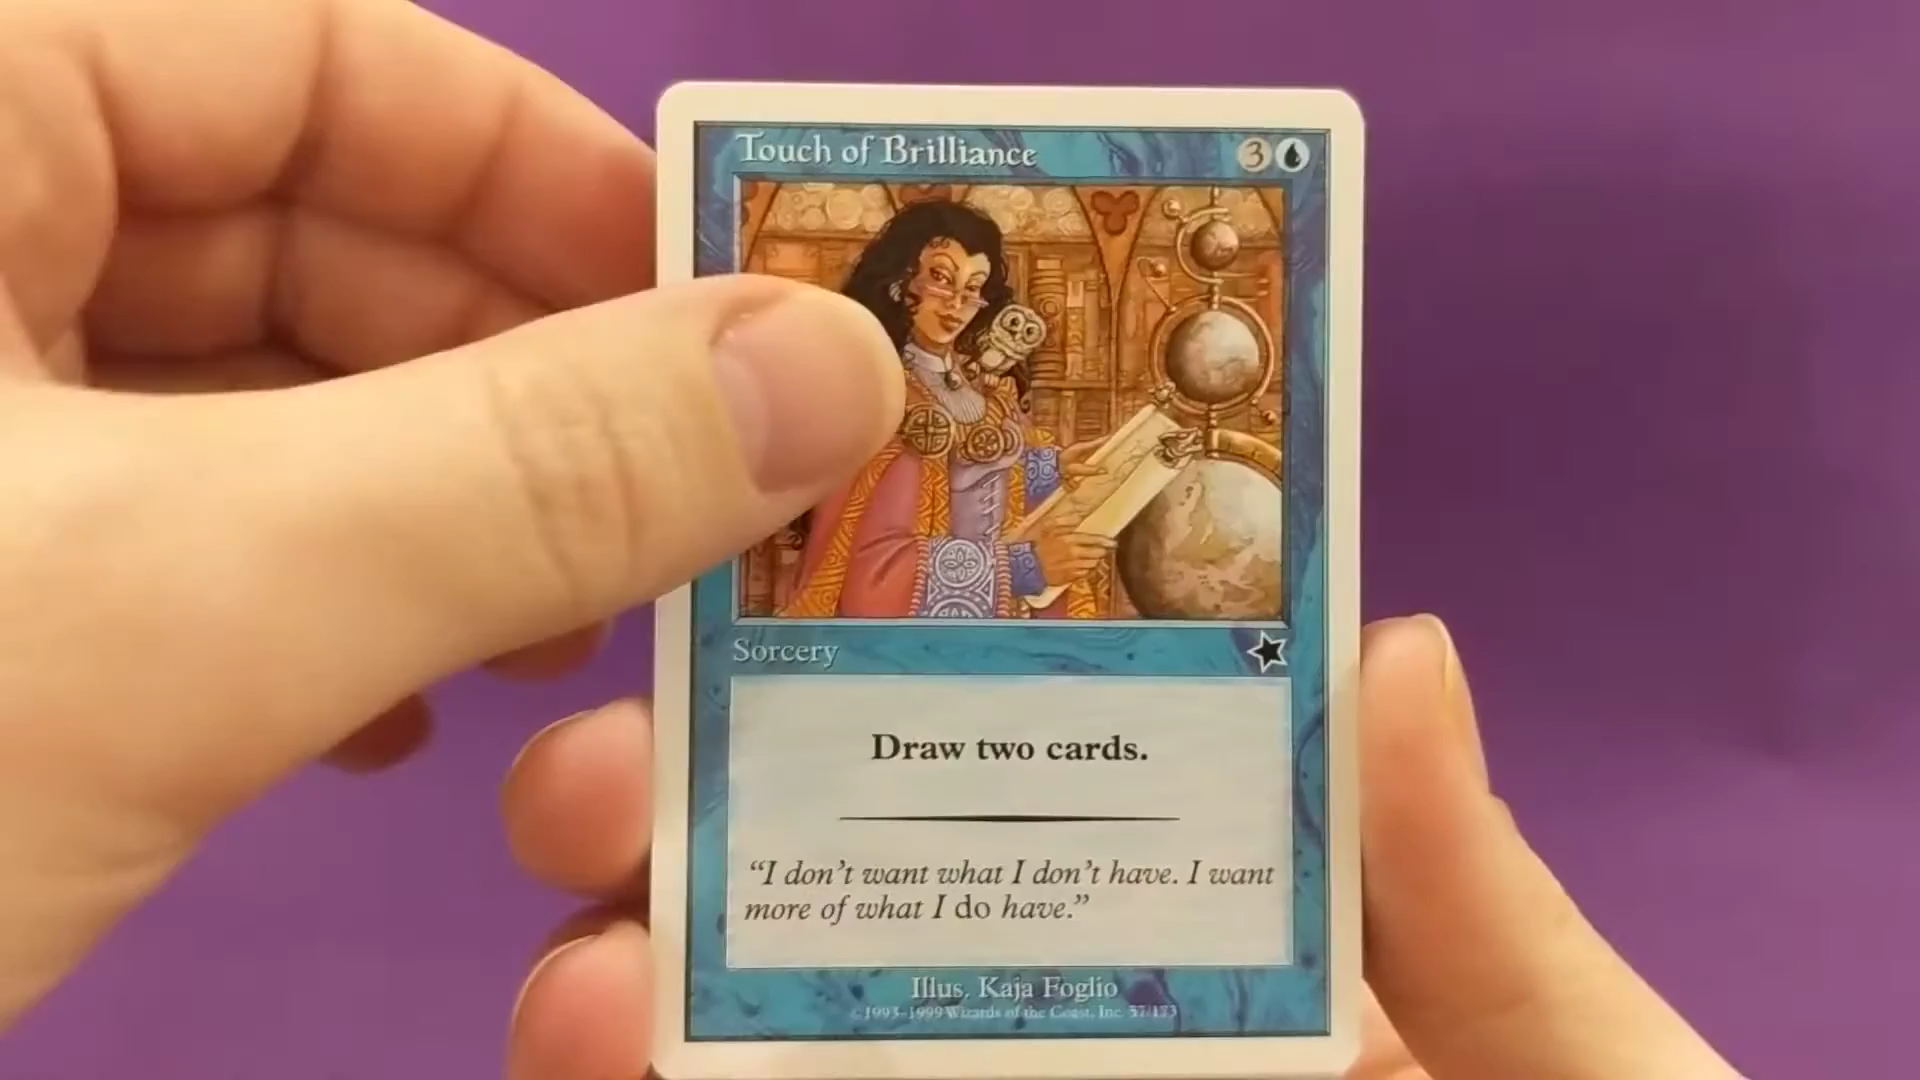 Touch of Brilliance 3
Sorcery
Draw two cards.
“I don’t want what I don’t have. I want
more of what I do have.”
Illus. Kaja Foglio
©1993–1999 Wizards of the Coast, Inc. 57/173